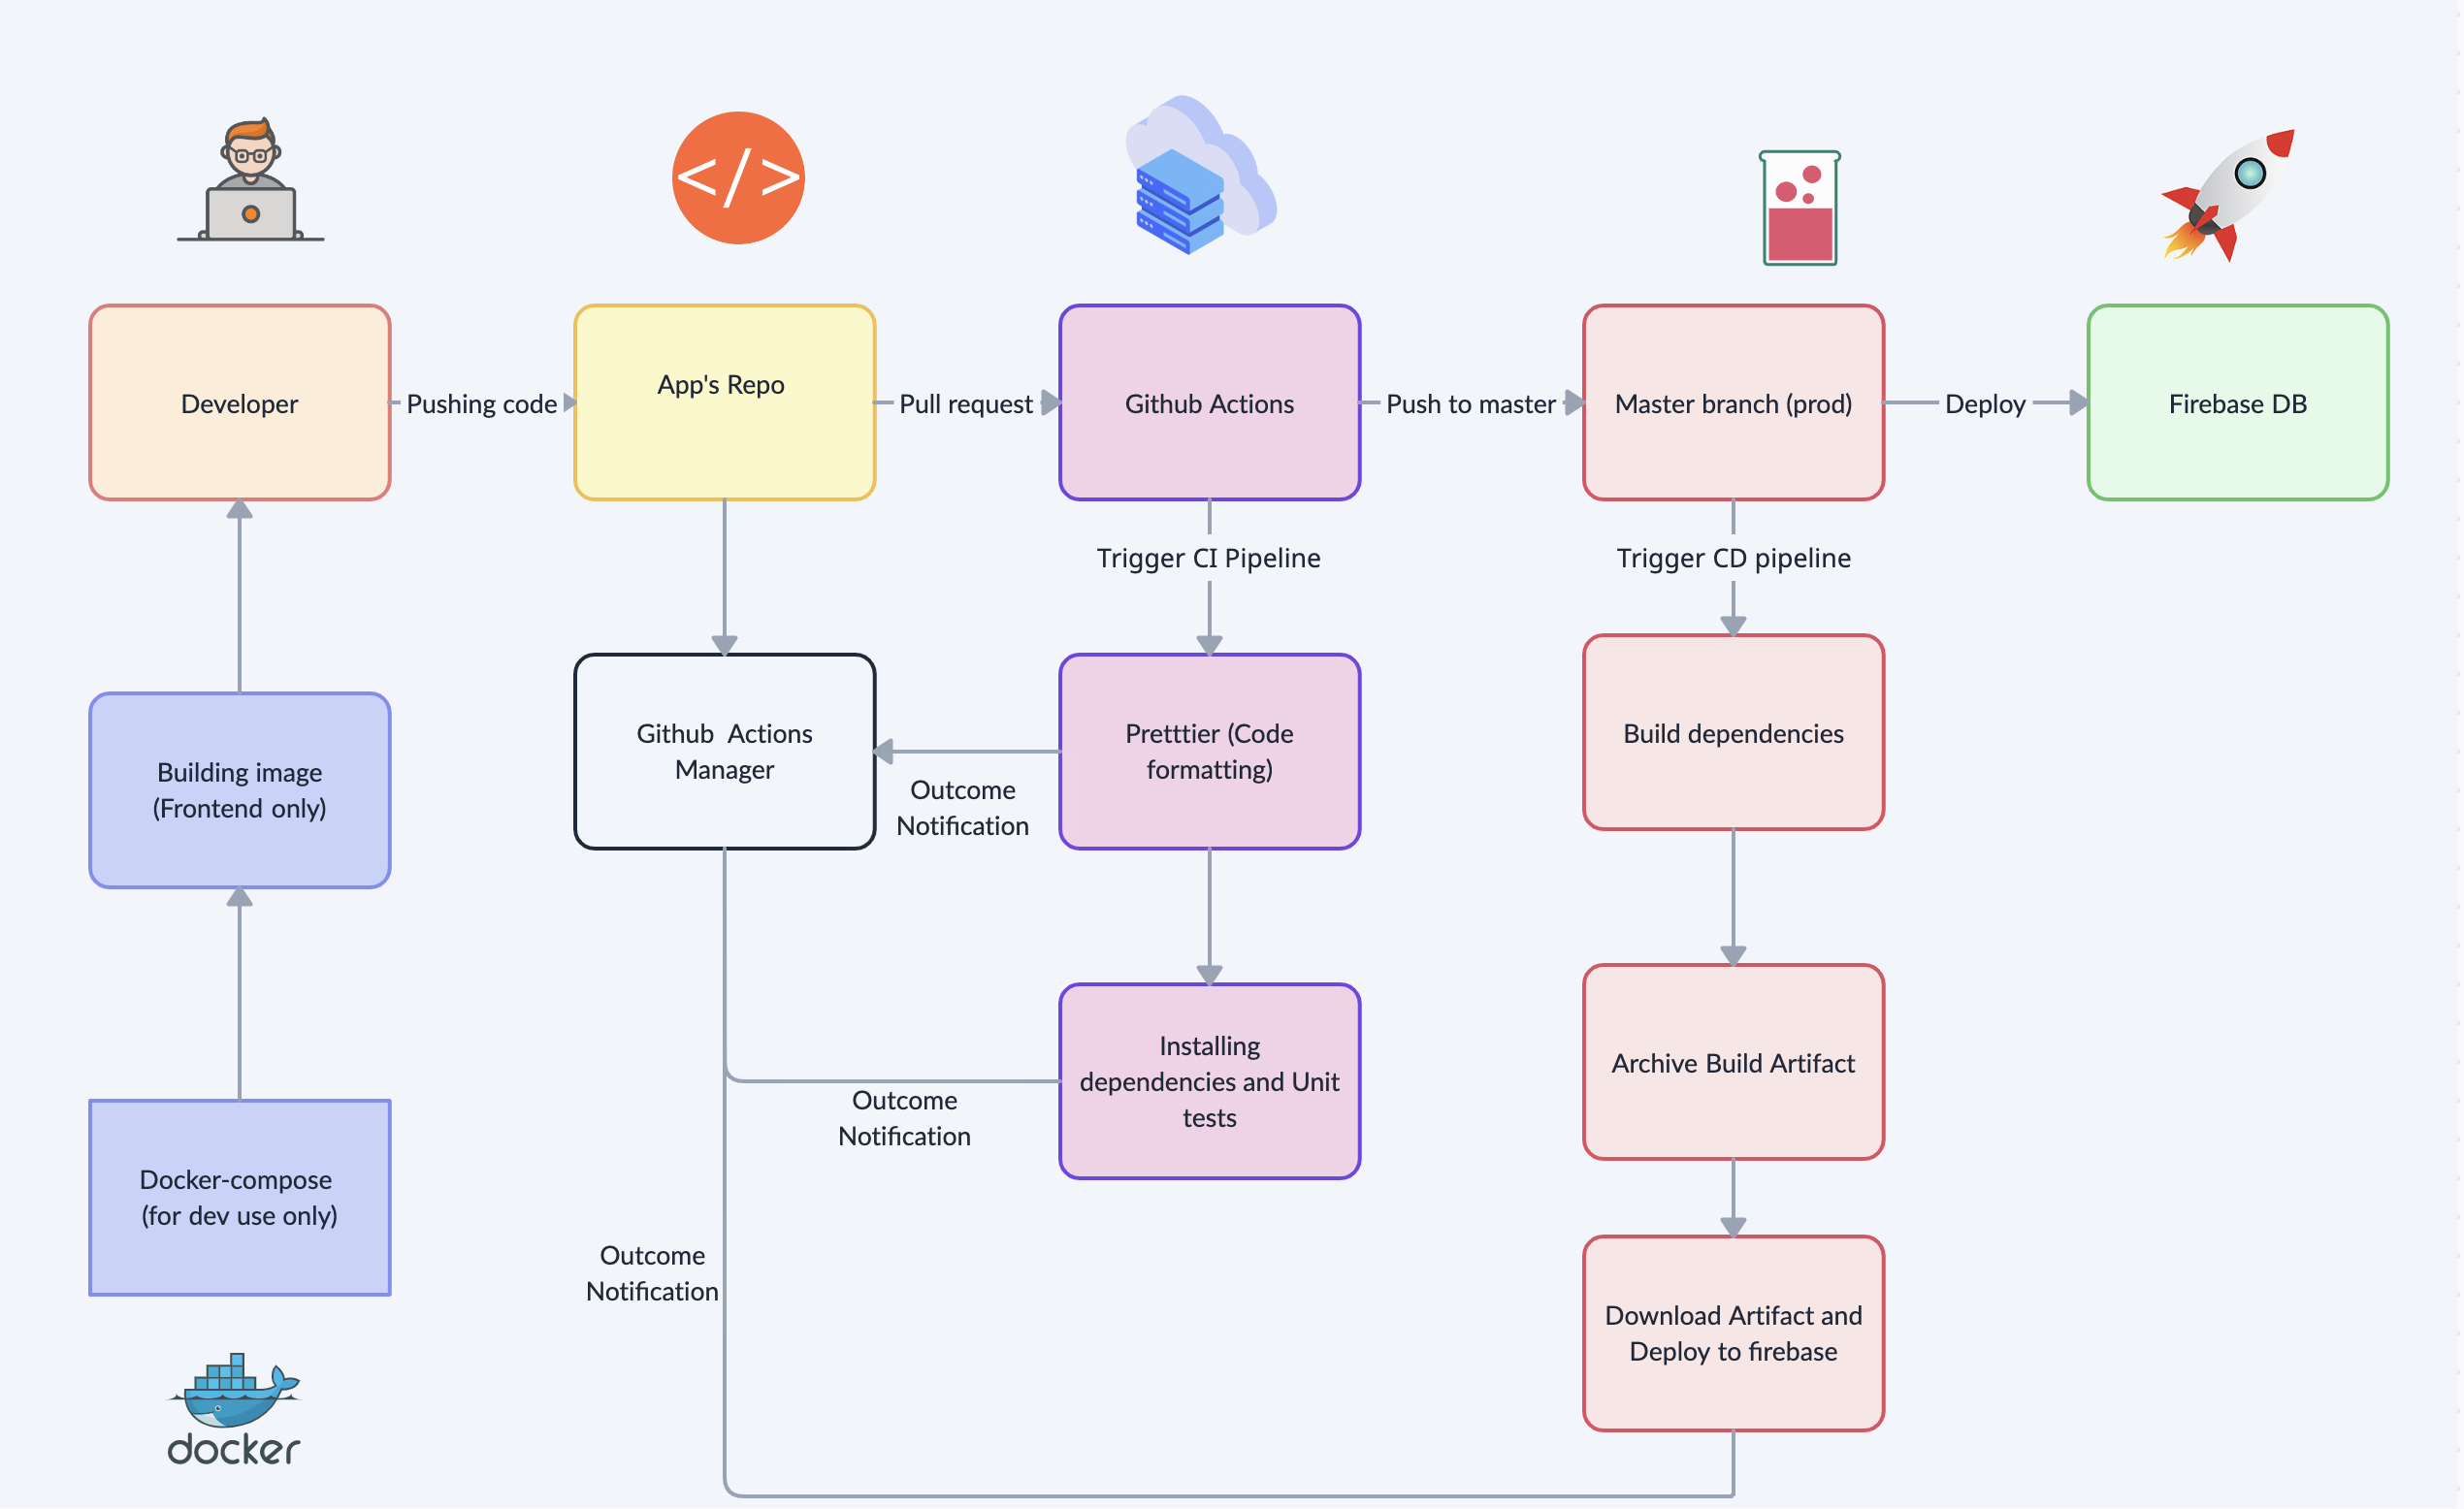 Developer
Pushing code
App's Repo
Pull request
Github Actions
Push to master
Master branch (prod)
Deploy
Firebase DB
Trigger CI Pipeline
Trigger CD pipeline
Building image
(Frontend only)
Github  Actions
Manager
Outcome
Notification
Pretttier (Code
formatting)
Build dependencies
Docker-compose
(for dev use only)
docker
Outcome
Notification
Installing
dependencies and Unit
tests
Archive Build Artifact
Outcome
Notification
Download Artifact and
Deploy to firebase